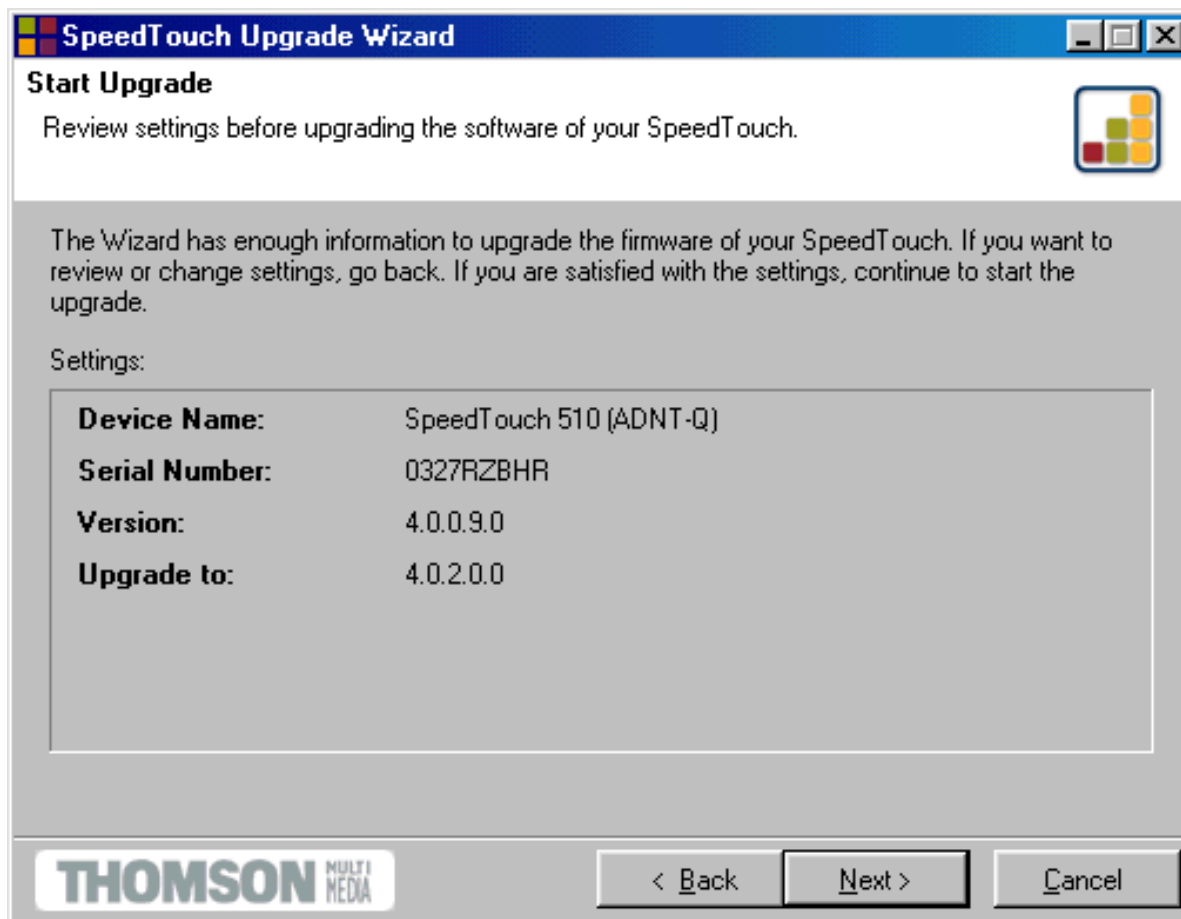 SpeedTouch Upgrade Wizard
Start Upgrade
Review settings before upgrading the software of your SpeedTouch.
The Wizard has enough information to upgrade the firmware of your SpeedTouch. If you want to
review or change settings, go back. If you are satisfied with the settings, continue to start the
upgrade.
Settings:
Device Name: SpeedTouch 510 (ADNT-Q)
Serial Number: 0327RZBHR
Version: 4.0.0.9.0
Upgrade to: 4.0.2.0.0
THOMSON MULTI MEDIA
< Back Next > Cancel